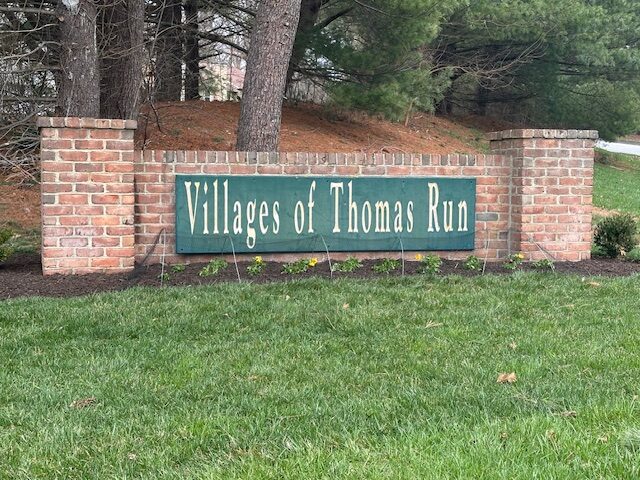 Villages of Thomas Run